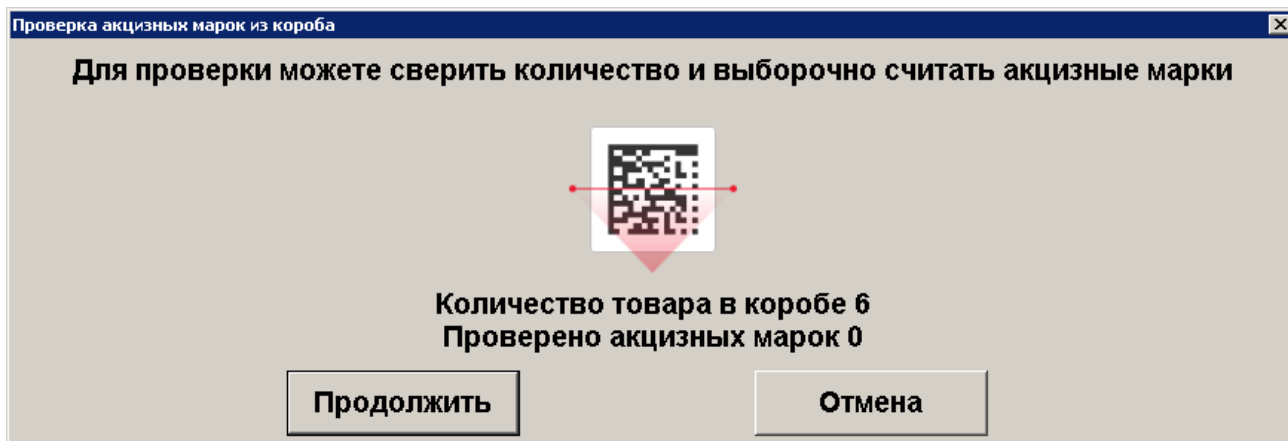 Проверка акцизных марок из короба
Для проверки можете сверить количество и выборочно считать акцизные марки
Количество товара в коробе 6
Проверено акцизных марок 0
Продолжить
Отмена